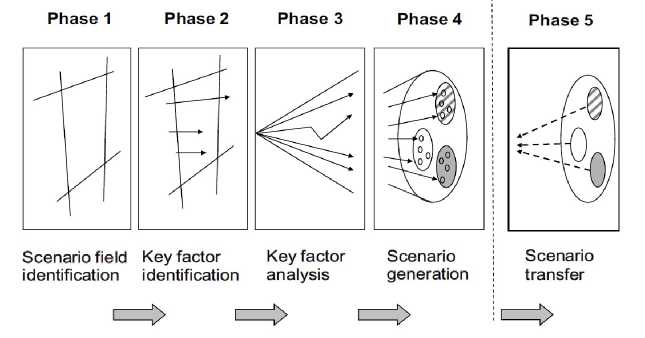 Phase 1
Phase 2
Phase 3
Phase 4
Phase 5
Scenario field
identification
Key factor
identification
Key factor
analysis
Scenario
generation
Scenario
transfer